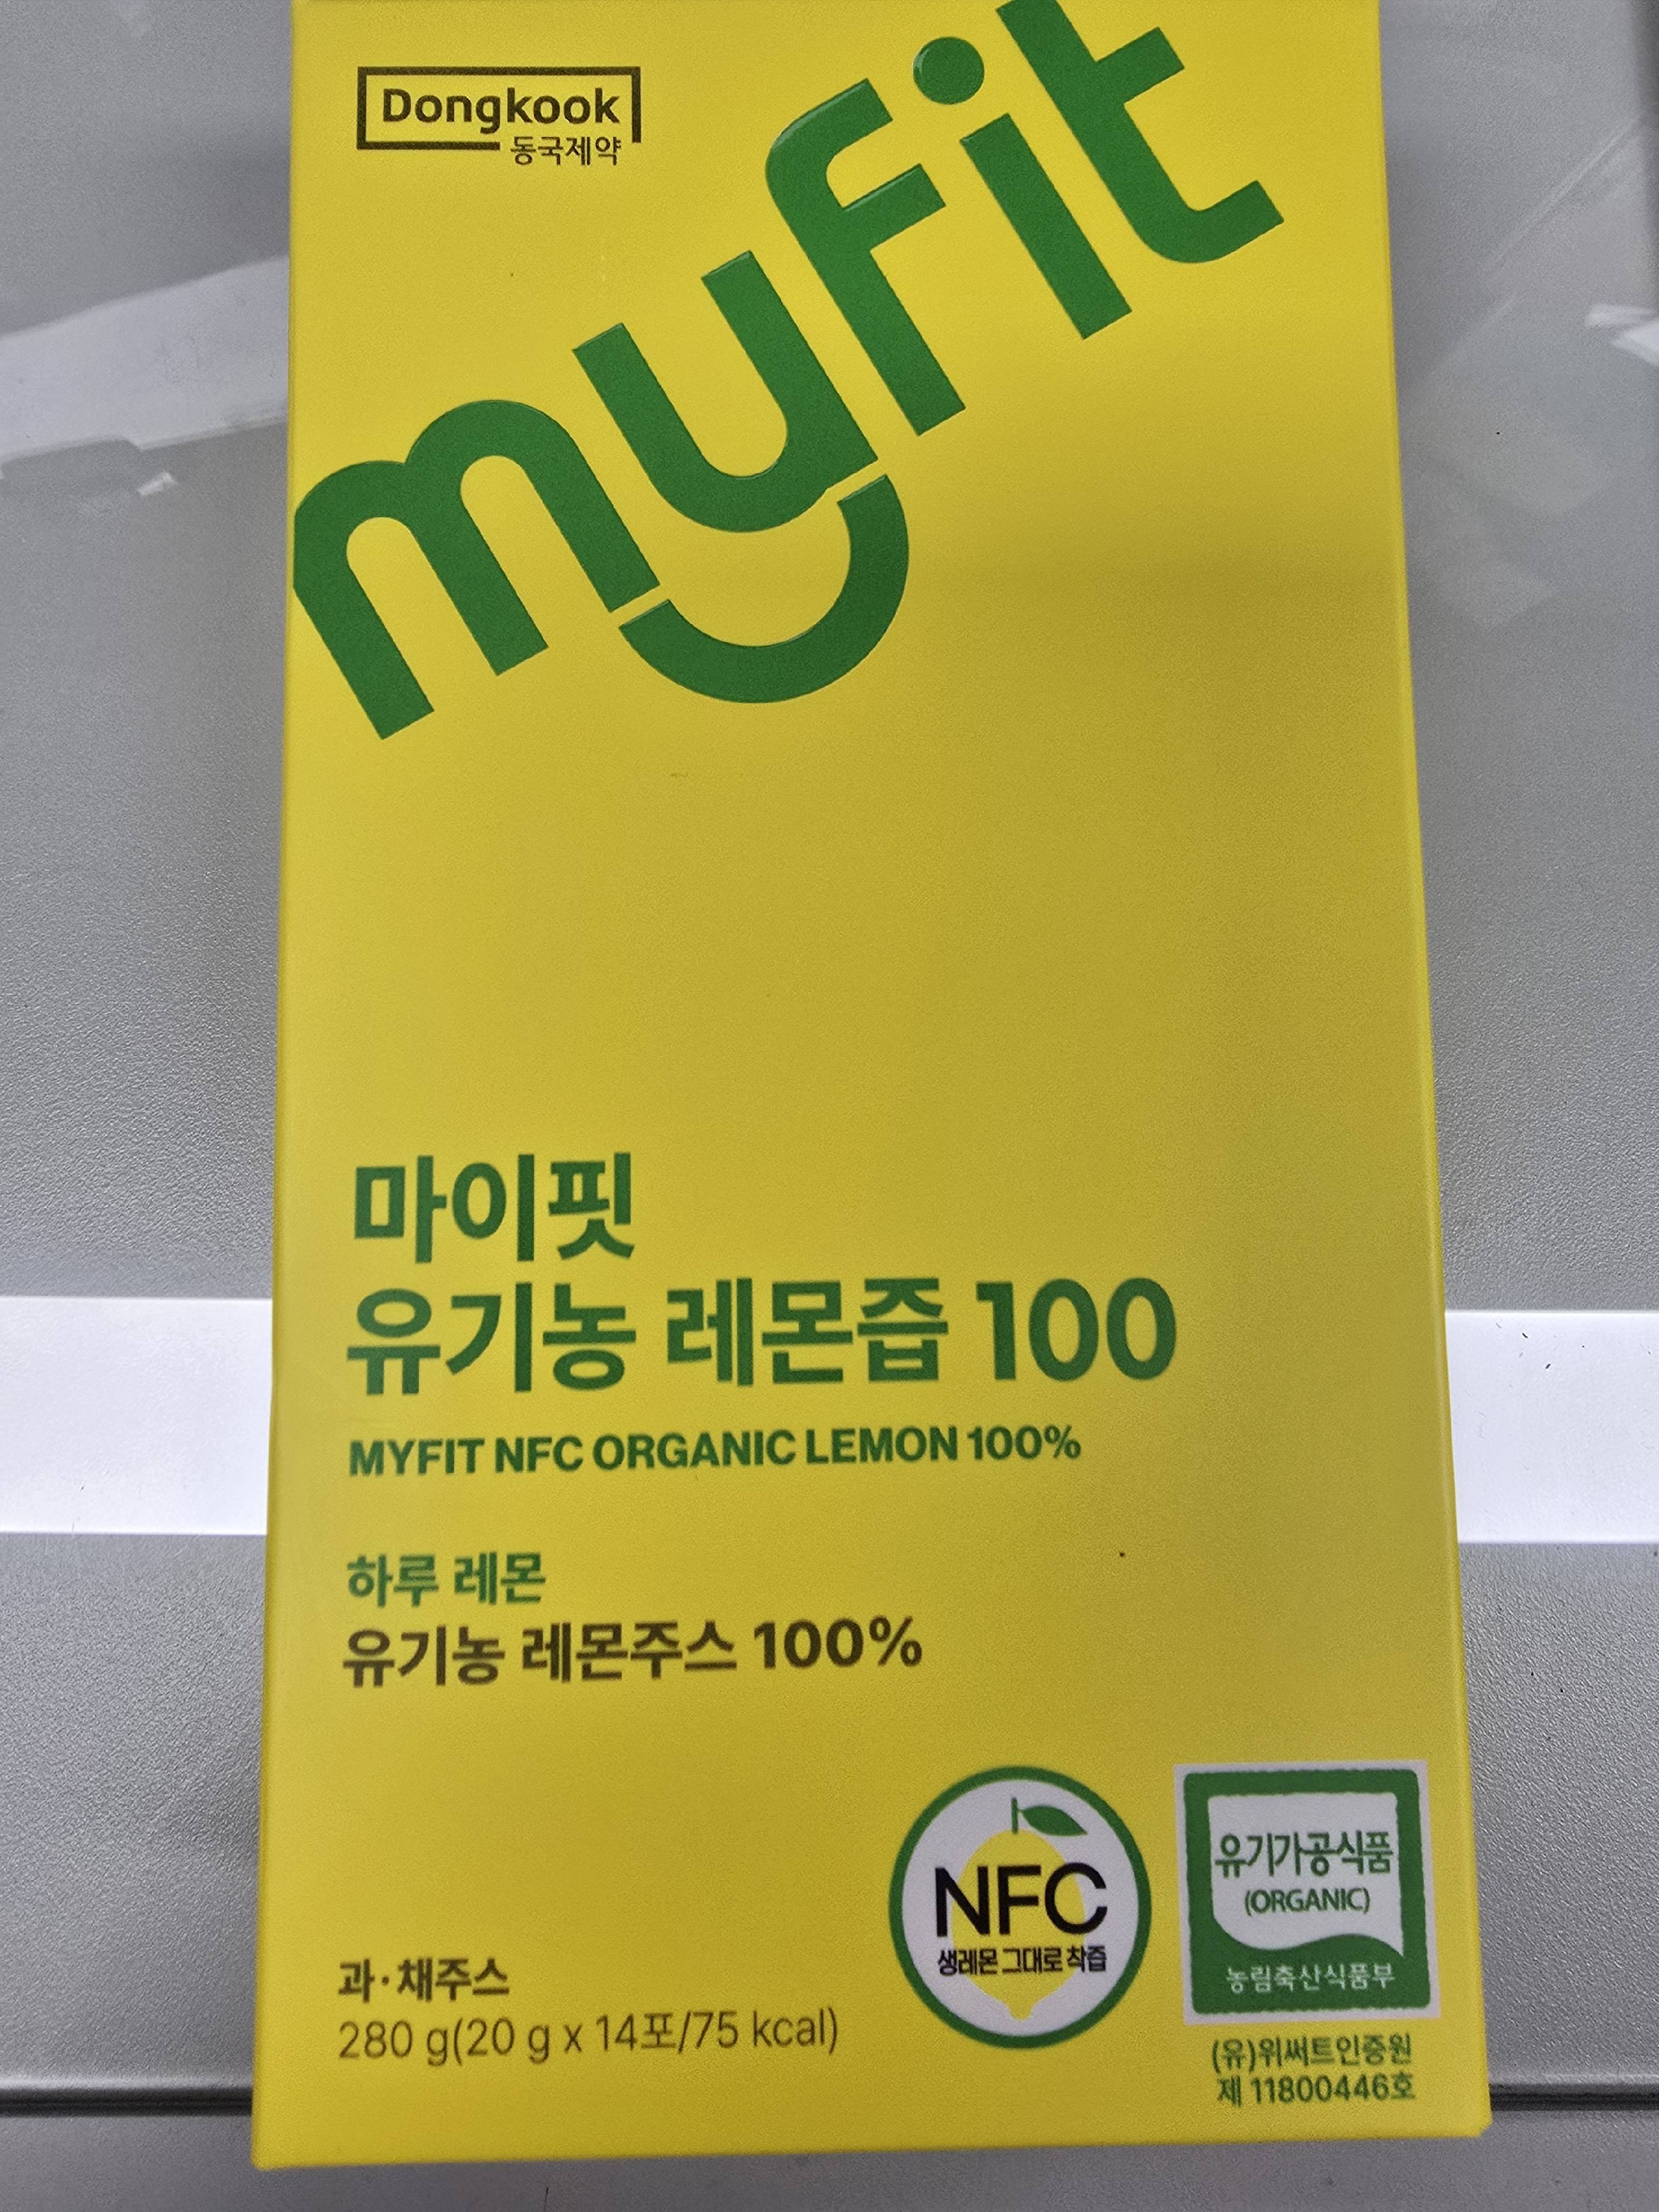 Dongkook
동국제약
myfit
마이핏
유기농 레몬즙 100
MYFIT NFC ORGANIC LEMON 100%
하루 레몬
유기농 레몬주스 100%
NFC
생레몬 그대로 착즙
유기가공식품
(ORGANIC)
농림축산식품부
과·채주스
280 g(20 g x 14포/75 kcal)
(유)위써트인증원
제 11800446호